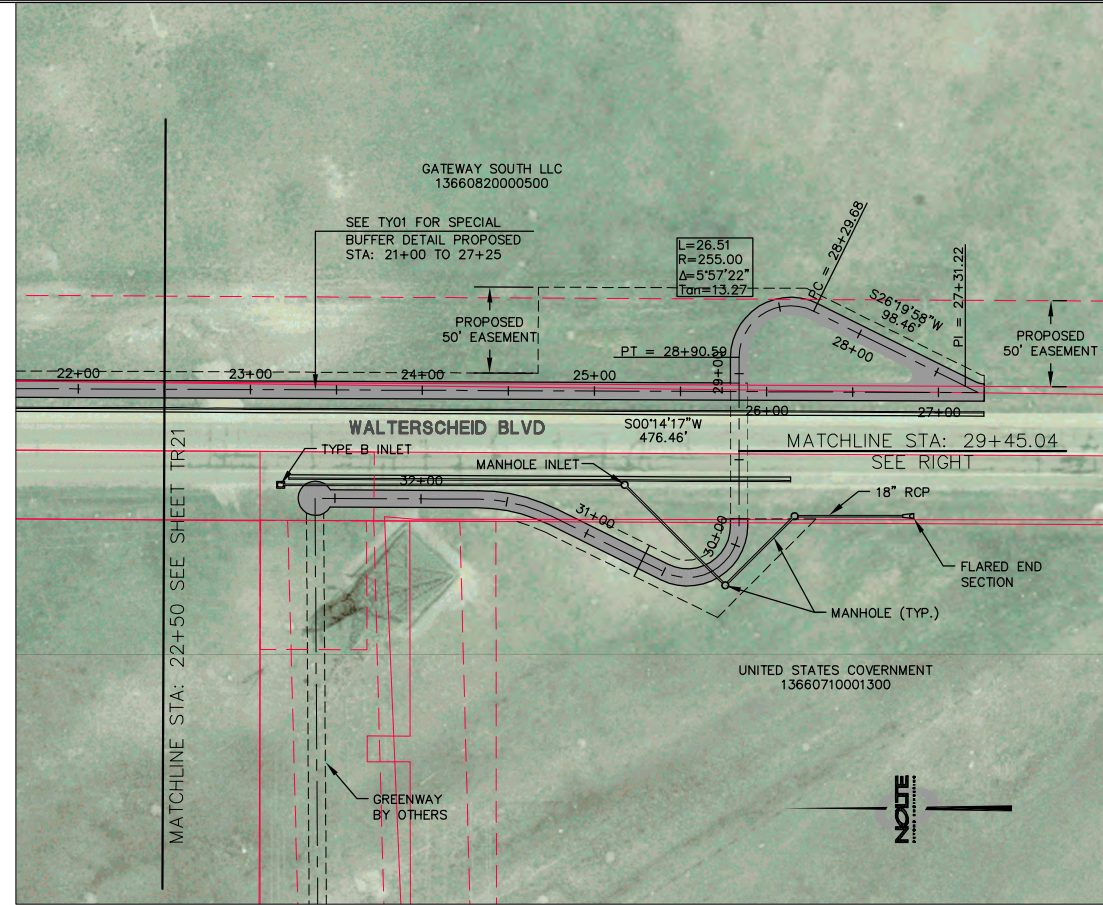 GATEWAY SOUTH LLC
13660820000500
SEE TY01 FOR SPECIAL
BUFFER DETAIL PROPOSED
STA: 21+00 TO 27+25
L=26.51
R=255.00
Δ=5°57'22"
Tan=13.27
PC = 28+29.68
S26°19'58"W
98.46'
PI = 27+31.22
PROPOSED
50' EASEMENT
PROPOSED
50' EASEMENT
28+00
PT = 28+90.59
29+00
22+00
23+00
24+00
25+00
26+00
27+00
WALTERSCHEID BLVD
S00°14'17"W
476.46'
MATCHLINE STA: 29+45.04
SEE RIGHT
TYPE B INLET
MANHOLE INLET
32+00
31+00
30+00
18" RCP
FLARED END
SECTION
MANHOLE (TYP.)
MATCHLINE STA: 22+50 SEE SHEET TR21
UNITED STATES COVERNMENT
13660710001300
GREENWAY
BY OTHERS
NOLTE
BEYOND ENGINEERING